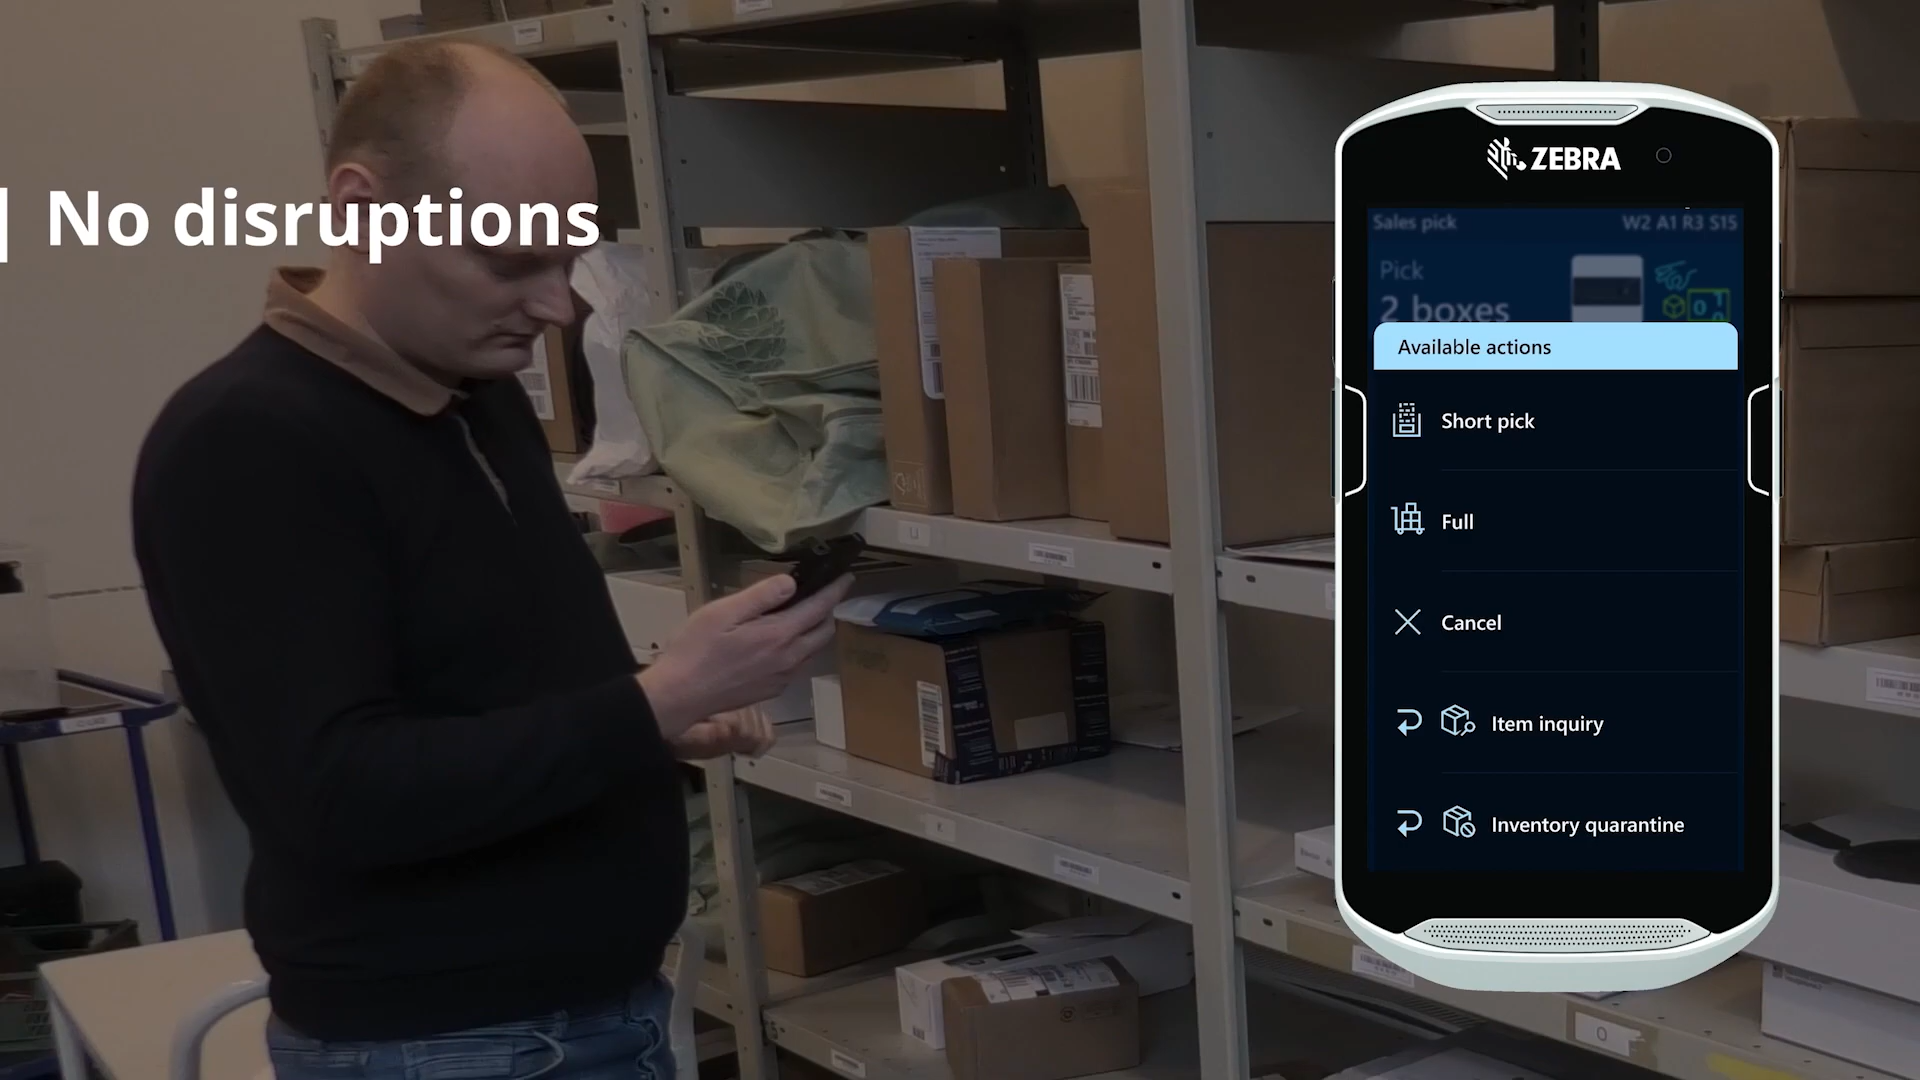 No disruptions
ZEBRA
Sales pick W2 A1 R3 S15
Pick
2 boxes
Available actions
Short pick
Full
Cancel
Item inquiry
Inventory quarantine